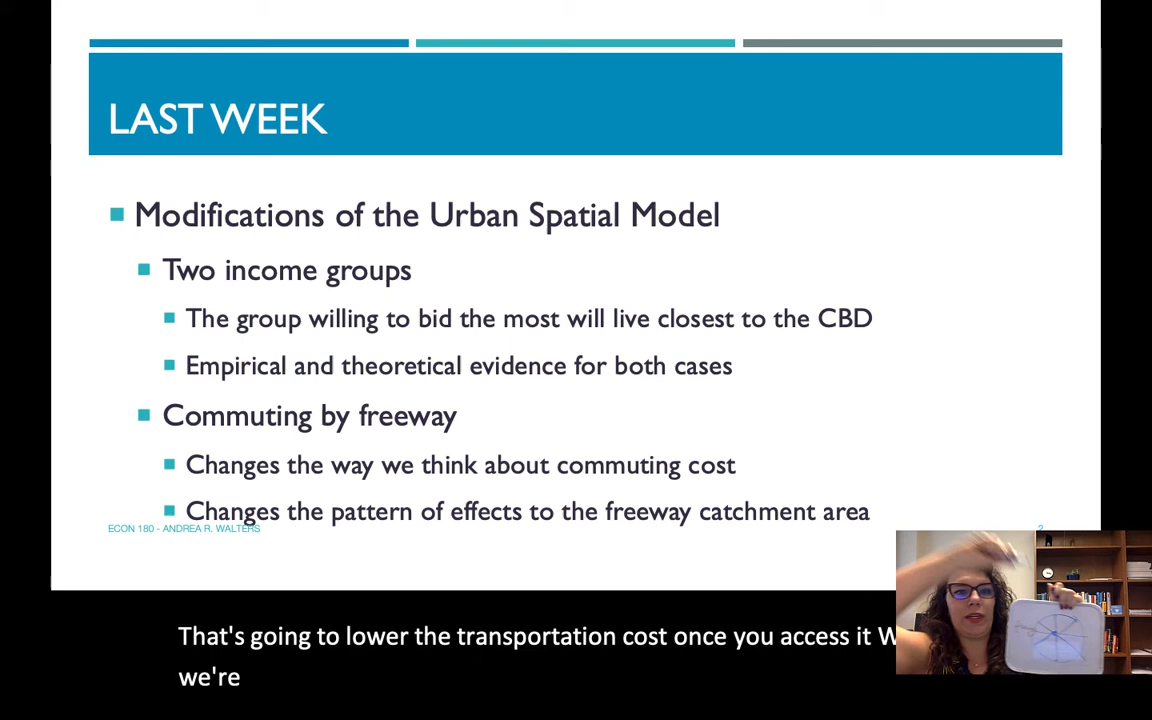 LAST WEEK
Modifications of the Urban Spatial Model
Two income groups
The group willing to bid the most will live closest to the CBD
Empirical and theoretical evidence for both cases
Commuting by freeway
Changes the way we think about commuting cost
Changes the pattern of effects to the freeway catchment area
ECON 180 - ANDREA R. WALTERS
2
That's going to lower the transportation cost once you access it W
we're